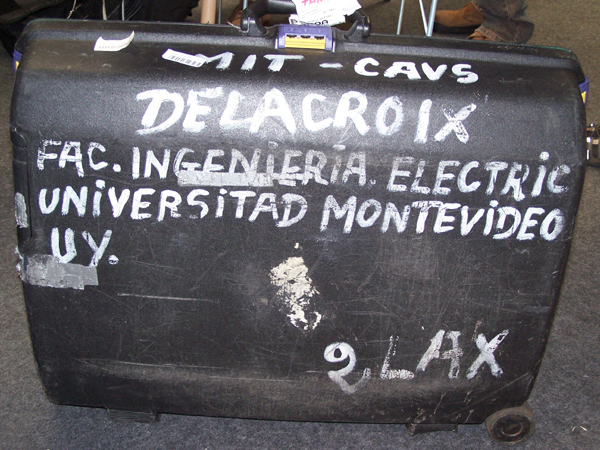 MIT - CAVS
DELACROIX
FAC. INGENIERIA. ELECTRIC
UNIVERSITAD MONTEVIDEO
UY.
2 LAX